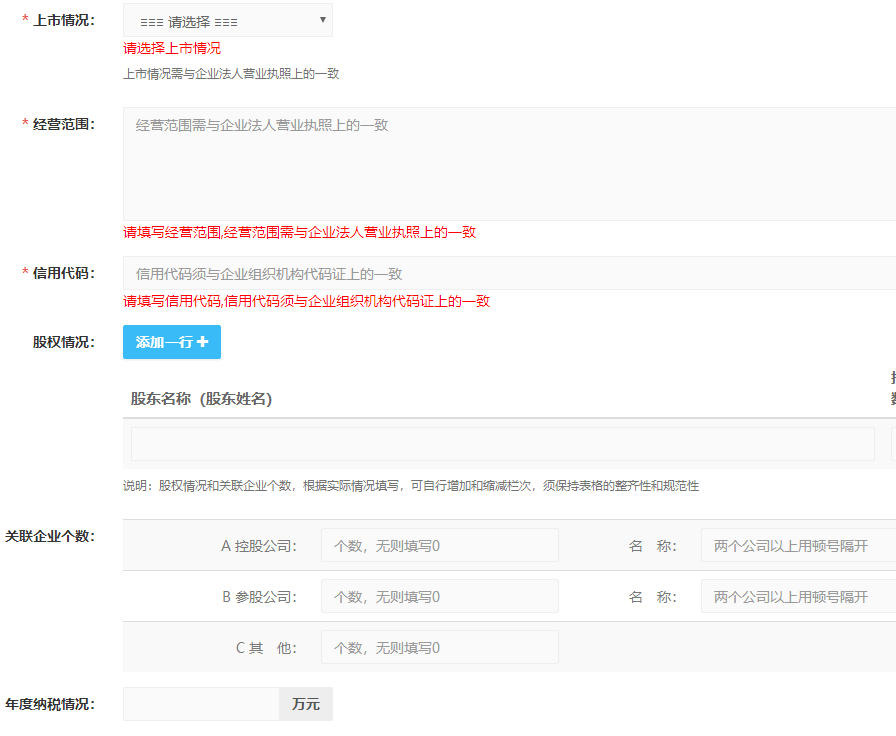 * 上市情况: === 请选择 ===
请选择上市情况
上市情况需与企业法人营业执照上的一致
* 经营范围: 经营范围需与企业法人营业执照上的一致
请填写经营范围,经营范围需与企业法人营业执照上的一致
* 信用代码: 信用代码须与企业组织机构代码证上的一致
请填写信用代码,信用代码须与企业组织机构代码证上的一致
股权情况: 添加一行 +
股东名称（股东姓名）
说明：股权情况和关联企业个数，根据实际情况填写，可自行增加和缩减栏次，须保持表格的整齐性和规范性
关联企业个数:
A 控股公司： 个数，无则填写0 名 称： 两个公司以上用顿号隔开
B 参股公司： 个数，无则填写0 名 称： 两个公司以上用顿号隔开
C 其 他： 个数，无则填写0
年度纳税情况: 万元